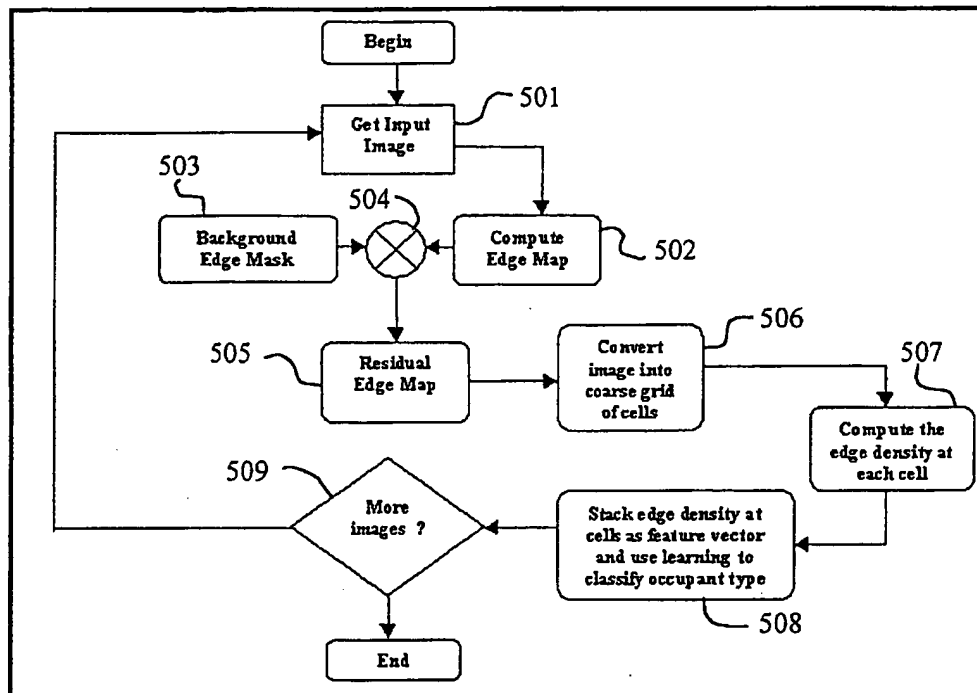 Begin
501
Get Input
Image
503
504
Background
Edge Mask
Compute
Edge Map
502
505
Residual
Edge Map
506
Convert
image into
coarse grid
of cells
507
Compute the
edge density at
each cell
509
More
images ?
Stack edge density at
cells as feature vector
and use learning to
classify occupant type
508
End